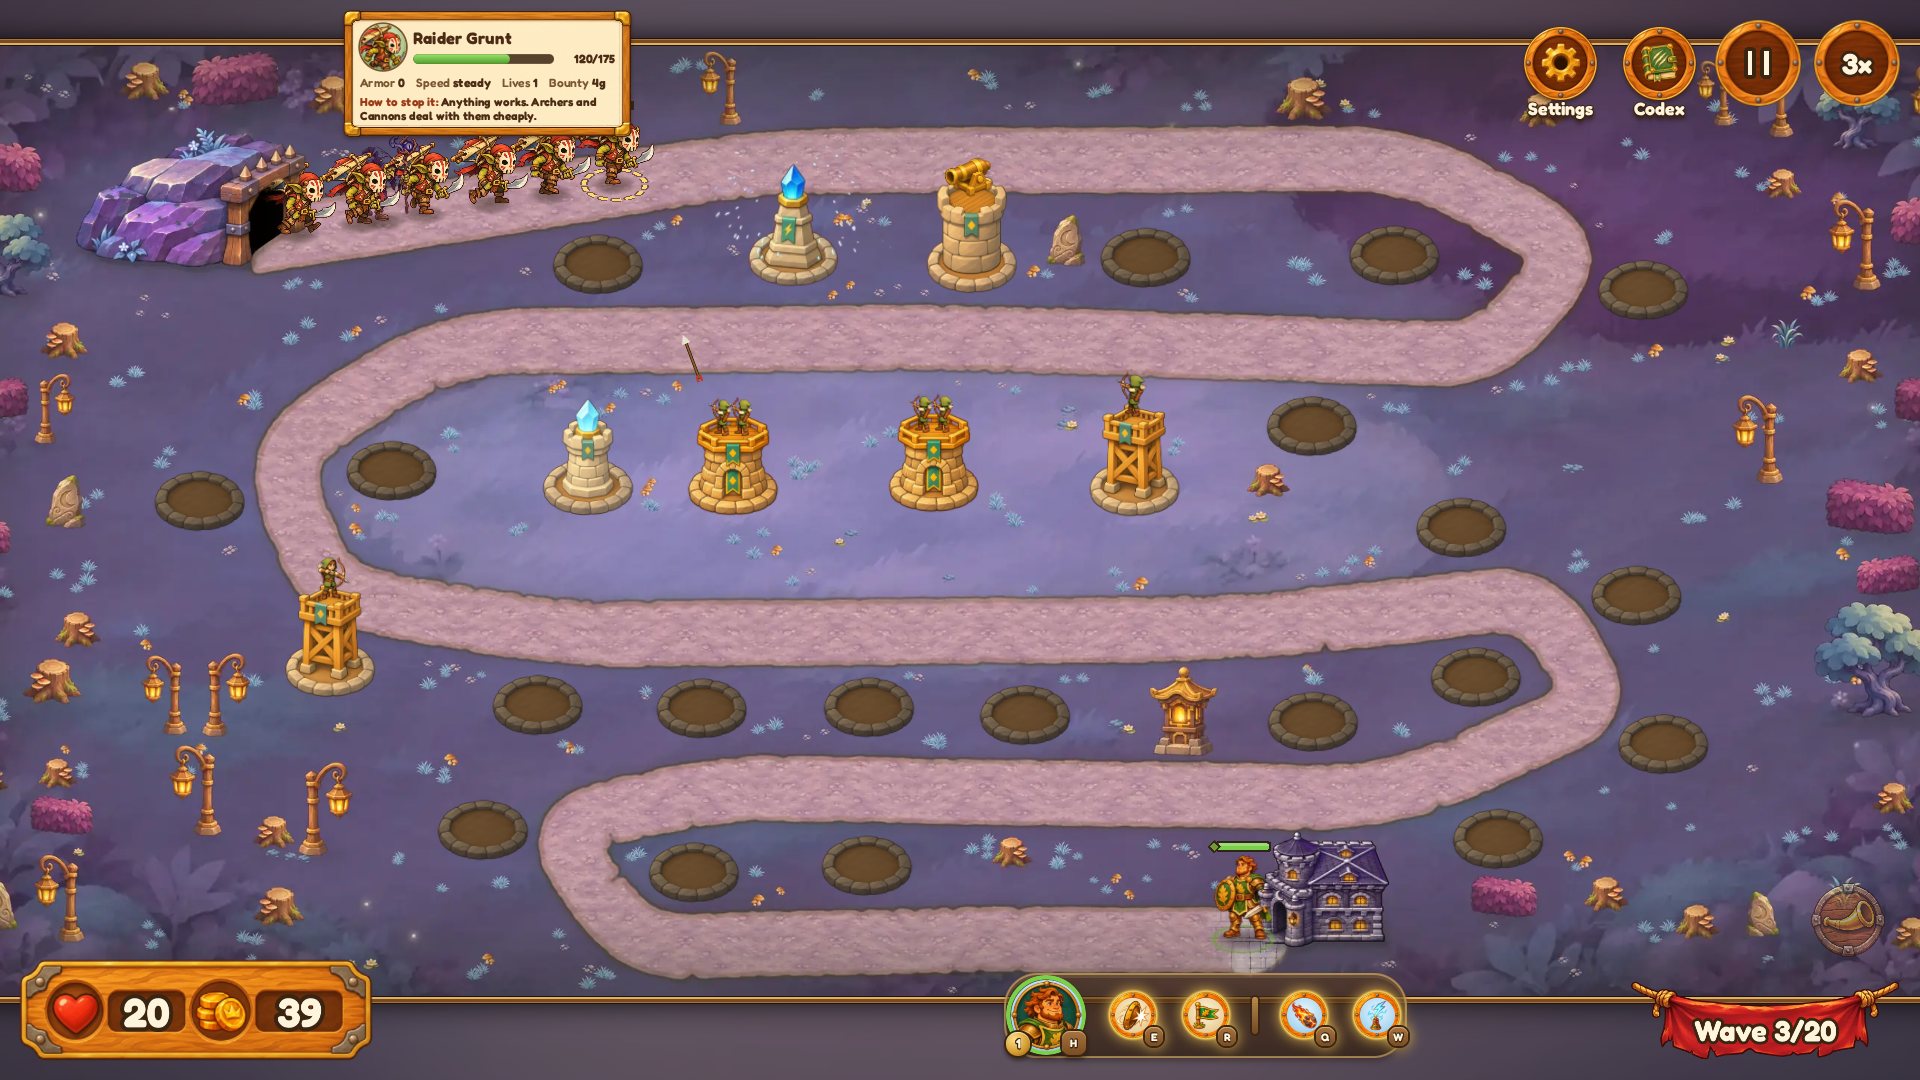 Raider Grunt
120/175
Armor 0 Speed steady Lives 1 Bounty 4g
How to stop it: Anything works. Archers and
Cannons deal with them cheaply.
3x
Settings
Codex
20
39
1
H
E
R
Q
W
Wave 3/20